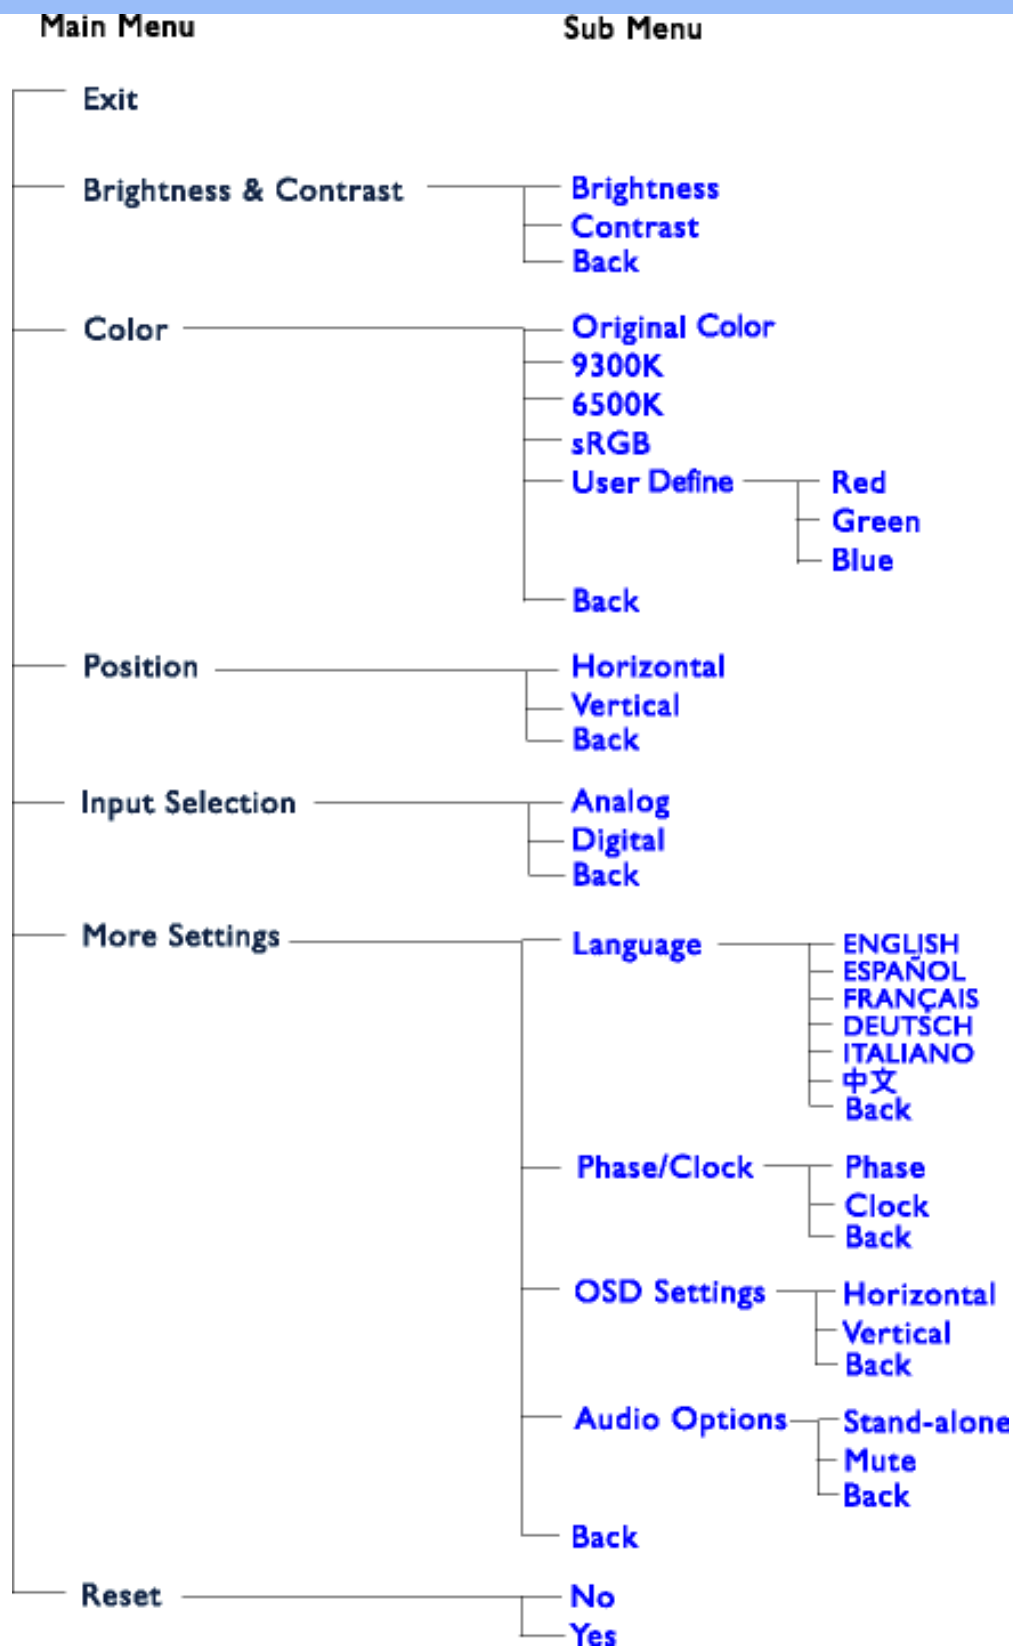 Main Menu Sub Menu
Exit
Brightness & Contrast Brightness
Contrast
Back
Color Original Color
9300K
6500K
sRGB
User Define Red
Green
Blue
Back
Position Horizontal
Vertical
Back
Input Selection Analog
Digital
Back
More Settings Language ENGLISH
ESPAÑOL
FRANÇAIS
DEUTSCH
ITALIANO
中文
Back
Phase/Clock Phase
Clock
Back
OSD Settings Horizontal
Vertical
Back
Audio Options Stand-alone
Mute
Back
Back
Reset No
Yes